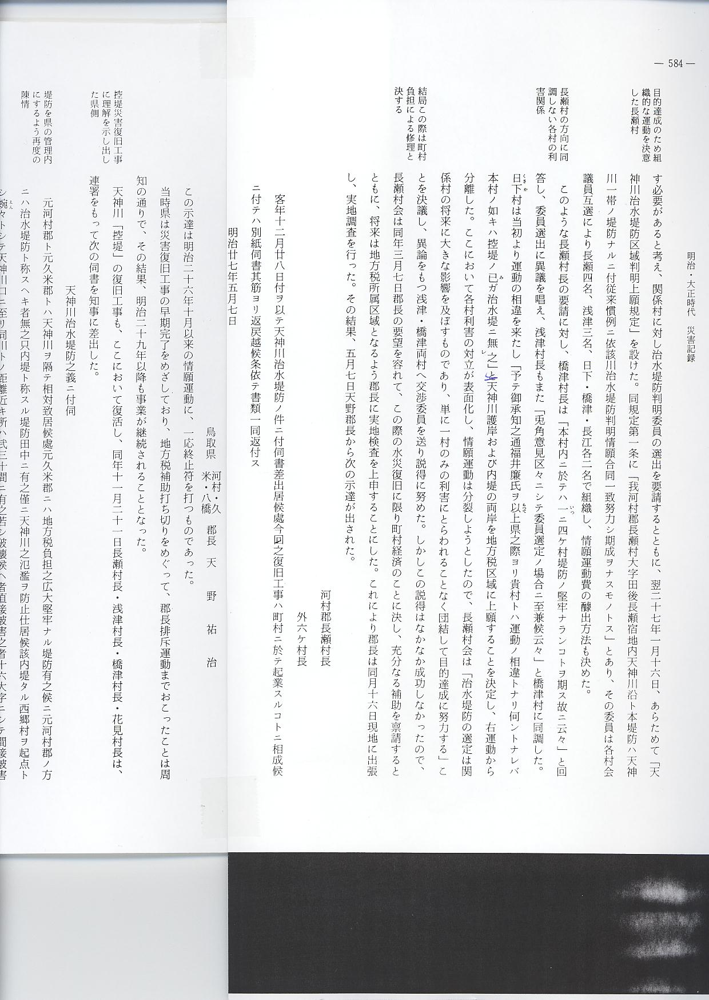 ― 584 ―
明治・大正時代　災害記録
目的達成のため組
織的な運動を決意
した長瀬村
す必要があると考え、関係村に対し治水堤防判明委員の選出を要請するとともに、翌二十七年一月十六日、あらためて「天
神川治水堤防区域判明上願規定」を設けた。同規定第一条に「我河村郡長瀬村大字田後長瀬宿地内天神川沿ト本堤防ハ天神
川一帯ノ堤防ナルニ付従来慣例ニ依該川治水堤防判明情願合同一致努力シ期成ヲナスモノトス」とあり、その委員は各村会
議員互選により長瀬四名、浅津三名、日下・橋津・長江各二名で組織し、情願運動費の醵出方法も決めた。
長瀬村の方向に同
調しない各村の利
害関係
このような長瀬村長の要請に対し、橋津村長は「本村内ニ於テハ一いつニ四ケ村堤防ノ堅牢ナランコトヲ期ス故ニ云々」と回
答し、委員選出に異議を唱え、浅津村長もまた「兎角意見区々ニシテ委員選定ノ場合ニ至兼候云々」と橋津村に同調した。
日下くさか村は当初より運動の相違を来たし「予テ御承知之通福井廉氏ヲ以もって上県之際ヨリ貴村トハ運動ノ相違トナリ何ントナレバ
本村ノ如キハ控堤ノ已みガ治水堤ニ無レ之」と天神川護岸および内堤の両岸を地方税区域に上願することを決定し、右運動から
分離した。ここにおいて各村利害の対立が表面化し、情願運動は分裂しようとしたので、長瀬村会は「治水堤防の選定は関
係村の将来に大きな影響を及ぼすものであり、単に一村のみの利害にとらわれることなく団結して目的達成に努力する」こ
とを決議し、異論をもつ浅津・橋津両村へ交渉委員を送り説得に努めた。しかしこの説得はなかなか成功しなかったので、
結局この際は町村
負担による修理と
決する
長瀬村会は同年三月七日郡長の要望を容れて、この際の水災復旧に限り町村経済のことに決し、充分なる補助を禀請すると
ともに、将来は地方税所属区域となるよう郡長に実地検査を上申することにした。これにより郡長は同月十六日現地に出張
し、実地調査を行った。その結果、五月七日天野郡長から次の示達が出された。
河村郡長瀬村長
外六ケ村長
客年十二月廿八日付ヲ以テ天神川治水堤防ノ件ニ付伺書差出居候處今回之復旧工事ハ町村ニ於テ起業スルコトニ相成候
ニ付テハ別紙伺書其筋ヨリ返戻越候条依テ書類一同返付ス
明治廿七年五月七日
鳥取県　河村・久米・八橋　郡長　天野祐治
この示達は明治二十六年十月以来の情願運動に、一応終止符を打つものであった。
当時県は災害復旧工事の早期完了をめざしており、地方税補助打ち切りをめぐって、郡長排斥運動までおこったことは周
知の通りで、その結果、明治二十九年以降も事業が継続されることとなった。
控堤災害復旧工事
に理解を示し出し
た県側
天神川「控堤」の復旧工事も、ここにおいて復活し、同年十一月二十一日長瀬村長・浅津村長・橋津村長・花見村長は、
連署をもって次の伺書を知事に差出した。
天神川治水堤防之義ニ付伺
堤防を県の管理内
にするよう再度の
陳情
元河村郡ト元久米郡トハ天神川ヲ隔テ相対致居候處元久米郡ニハ地方税負担之広大堅牢ナル堤防有之候ニ元河村郡ノ方
ニハ治水堤防ト称スヘキ者無之只内堤ト称スル堤防田中ニ有之僅ニ天神川之氾濫ヲ防止仕居候該内堤タル西郷村ヲ起点ト
シ蜿えん々トシテ天神川口ニ至リ同川トノ距離近キ所ハ弐三十間ニ有之若シ破壊候ヘ者直接被害之者十六大字ニシテ間接被害